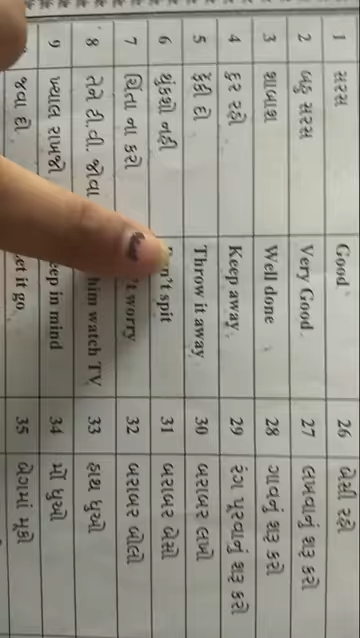 1 સરસ Good 26 બેસી રહો
2 બહુ સરસ Very Good 27 લખવાનું શરૂ કરો
3 શાબાશ Well done 28 ગાવાનું શરૂ કરો
4 દુર રહો Keep away 29 રંગ પૂરવાનું શરૂ કરો
5 ફેંકી દો Throw it away 30 બરાબર લખો
6 થુંકશો નહી spit 31 બરાબર બેસો
7 ચિંતા ના કરો worry 32 બરાબર બોલો
8 તેને ટી.વી. જોવા him watch TV 33 હાથ ધુઓ
9 ખ્યાલ રાખજો in mind 34 મોં ધુઓ
જવા દો it go 35 બેગમાં મૂકો